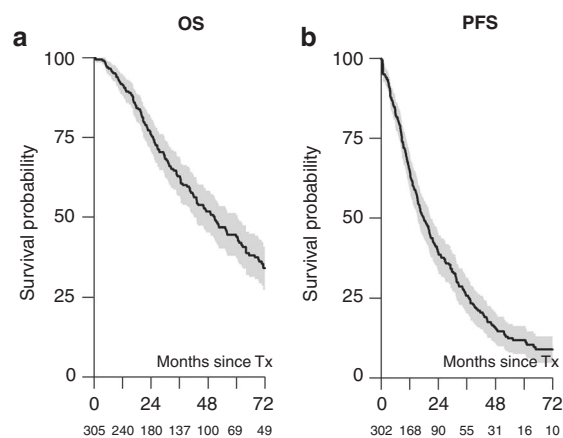 a
OS
Survival probability
100
75
50
25
0
Months since Tx
0 24 48 72
305 240 180 137 100 69 49
b
PFS
Survival probability
100
75
50
25
0
Months since Tx
0 24 48 72
302 168 90 55 31 16 10